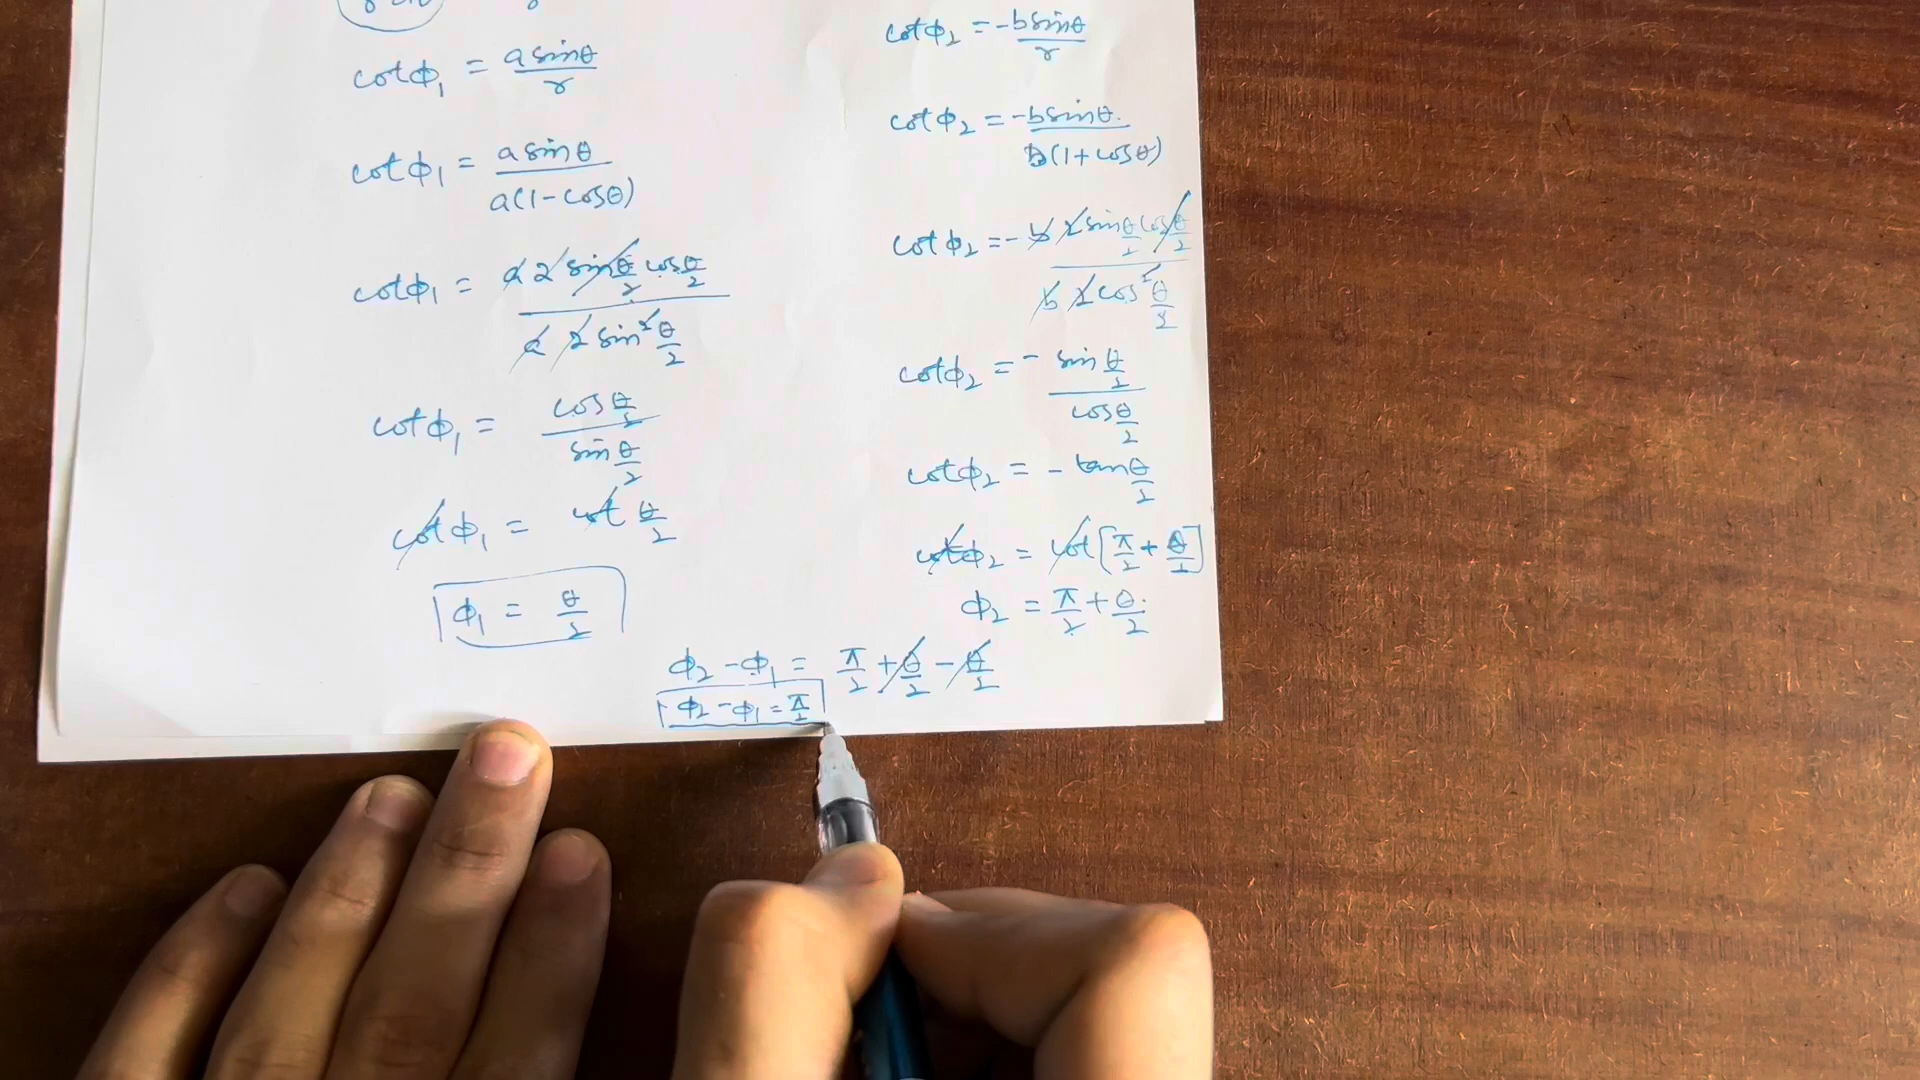 cotφ₁ = a sinθ / r
cotφ₁ = a sinθ / a(1 - cosθ)
cotφ₁ = a 2 sin θ/2 cos θ/2 / a 2 sin² θ/2
cotφ₁ = cos θ/2 / sin θ/2
cotφ₁ = cot θ/2
φ₁ = θ/2
cotφ₂ = - b sinθ / r
cotφ₂ = - b sinθ. / b(1 + cosθ)
cotφ₂ = - b 2 sin θ/2 cos θ/2 / b 2 cos² θ/2
cotφ₂ = - sin θ/2 / cos θ/2
cotφ₂ = - tan θ/2
cotφ₂ = cot [π/2 + θ/2]
φ₂ = π/2 + θ/2
φ₂ - φ₁ = π/2 + θ/2 - θ/2
φ₂ - φ₁ = π/2